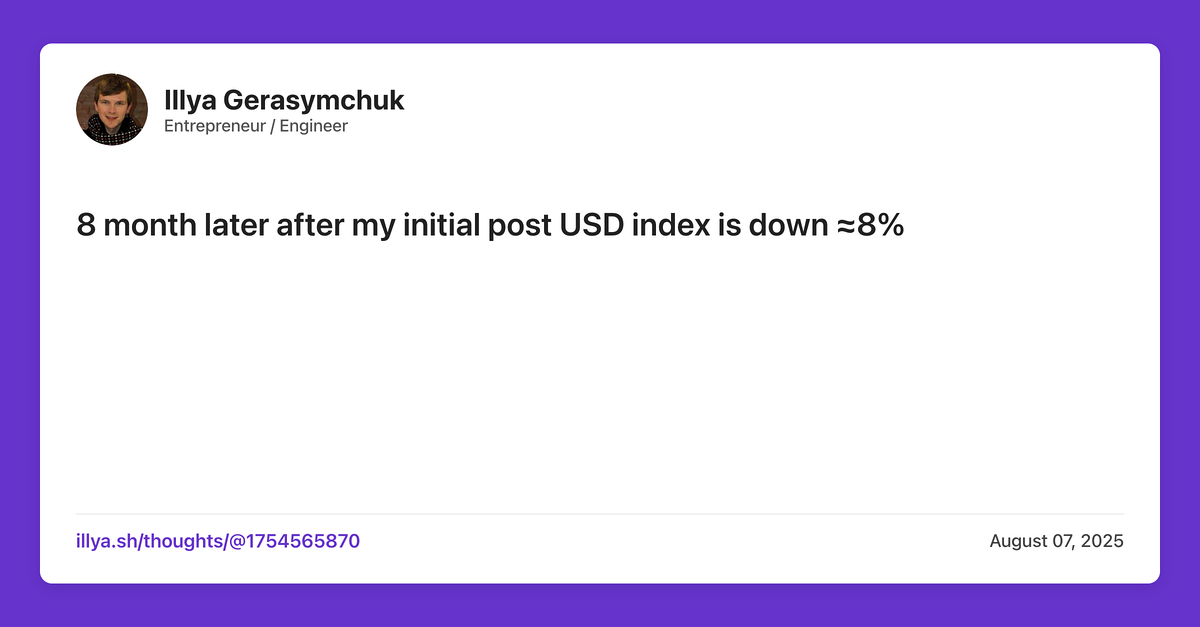 Illya Gerasymchuk
Entrepreneur / Engineer
8 month later after my initial post USD index is down ≈8%
illya.sh/thoughts/@1754565870
August 07, 2025